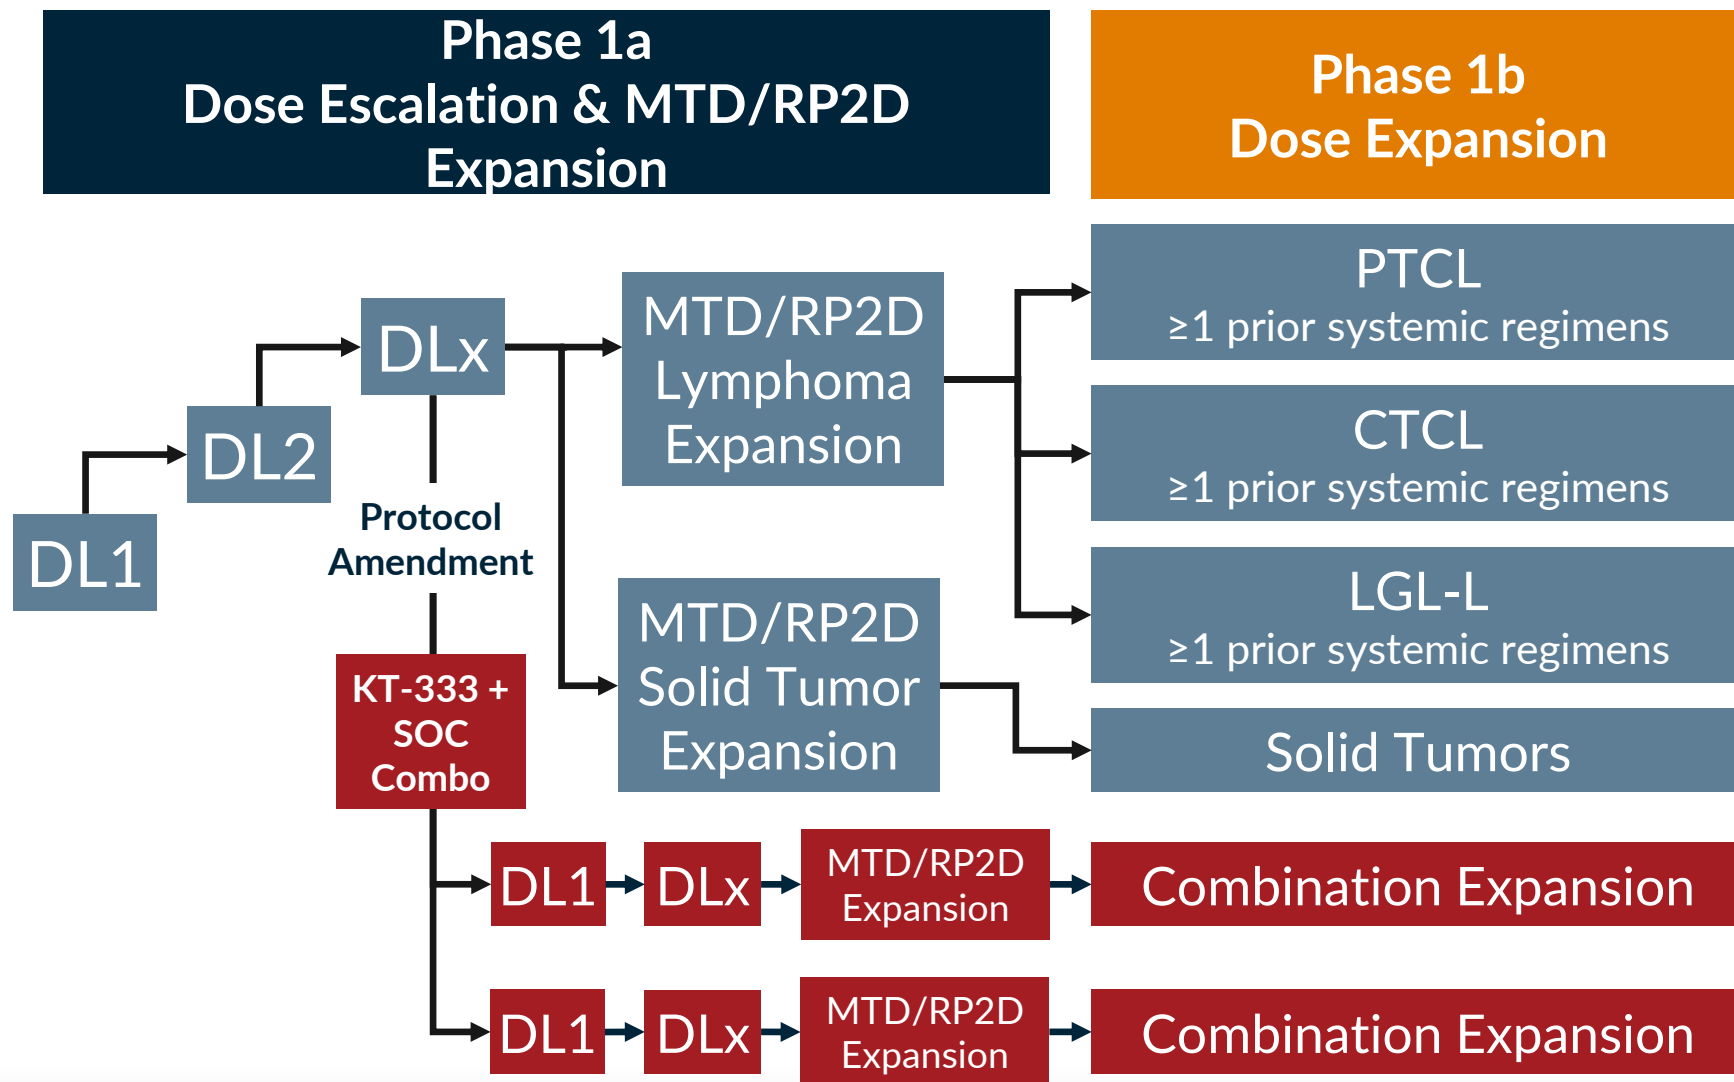 Phase 1a
Dose Escalation & MTD/RP2D
Expansion
Phase 1b
Dose Expansion
DL1
DL2
DLx
Protocol
Amendment
KT-333 +
SOC
Combo
MTD/RP2D
Lymphoma
Expansion
MTD/RP2D
Solid Tumor
Expansion
PTCL
≥1 prior systemic regimens
CTCL
≥1 prior systemic regimens
LGL-L
≥1 prior systemic regimens
Solid Tumors
DL1
DLx
MTD/RP2D
Expansion
Combination Expansion
DL1
DLx
MTD/RP2D
Expansion
Combination Expansion